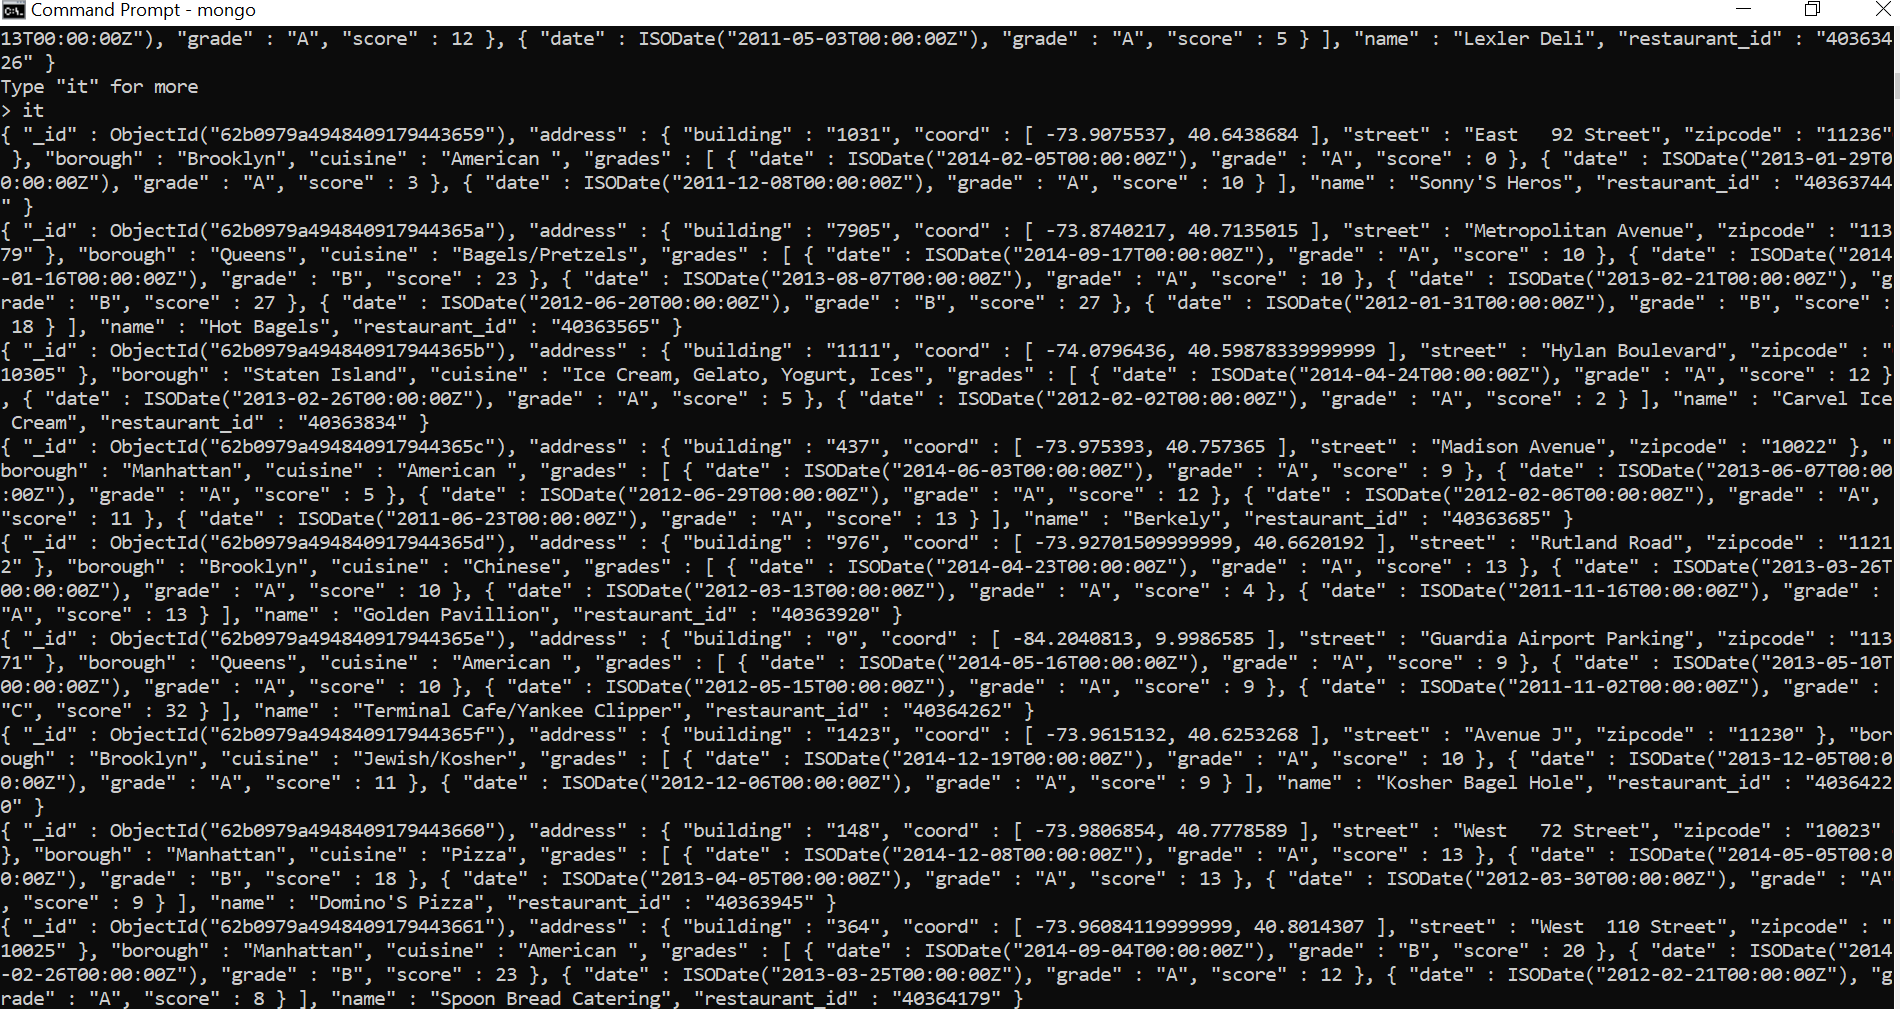 Command Prompt - mongo
13T00:00:00Z"), "grade" : "A", "score" : 12 }, { "date" : ISODate("2011-05-03T00:00:00Z"), "grade" : "A", "score" : 5 } ], "name" : "Lexler Deli", "restaurant_id" : "403634
26" }
Type "it" for more
> it
{ "_id" : ObjectId("62b0979a4948409179443659"), "address" : { "building" : "1031", "coord" : [ -73.9075537, 40.6438684 ], "street" : "East   92 Street", "zipcode" : "11236"
 }, "borough" : "Brooklyn", "cuisine" : "American ", "grades" : [ { "date" : ISODate("2014-02-05T00:00:00Z"), "grade" : "A", "score" : 0 }, { "date" : ISODate("2013-01-29T0
0:00:00Z"), "grade" : "A", "score" : 3 }, { "date" : ISODate("2011-12-08T00:00:00Z"), "grade" : "A", "score" : 10 } ], "name" : "Sonny'S Heros", "restaurant_id" : "40363744
" }
{ "_id" : ObjectId("62b0979a494840917944365a"), "address" : { "building" : "7905", "coord" : [ -73.8740217, 40.7135015 ], "street" : "Metropolitan Avenue", "zipcode" : "113
79" }, "borough" : "Queens", "cuisine" : "Bagels/Pretzels", "grades" : [ { "date" : ISODate("2014-09-17T00:00:00Z"), "grade" : "A", "score" : 10 }, { "date" : ISODate("2014
-01-16T00:00:00Z"), "grade" : "B", "score" : 23 }, { "date" : ISODate("2013-08-07T00:00:00Z"), "grade" : "A", "score" : 10 }, { "date" : ISODate("2013-02-21T00:00:00Z"), "g
rade" : "B", "score" : 27 }, { "date" : ISODate("2012-06-20T00:00:00Z"), "grade" : "B", "score" : 27 }, { "date" : ISODate("2012-01-31T00:00:00Z"), "grade" : "B", "score" :
 18 } ], "name" : "Hot Bagels", "restaurant_id" : "40363565" }
{ "_id" : ObjectId("62b0979a494840917944365b"), "address" : { "building" : "1111", "coord" : [ -74.0796436, 40.59878339999999 ], "street" : "Hylan Boulevard", "zipcode" : "
10305" }, "borough" : "Staten Island", "cuisine" : "Ice Cream, Gelato, Yogurt, Ices", "grades" : [ { "date" : ISODate("2014-04-24T00:00:00Z"), "grade" : "A", "score" : 12 }
, { "date" : ISODate("2013-02-26T00:00:00Z"), "grade" : "A", "score" : 5 }, { "date" : ISODate("2012-02-02T00:00:00Z"), "grade" : "A", "score" : 2 } ], "name" : "Carvel Ice
 Cream", "restaurant_id" : "40363834" }
{ "_id" : ObjectId("62b0979a494840917944365c"), "address" : { "building" : "437", "coord" : [ -73.975393, 40.757365 ], "street" : "Madison Avenue", "zipcode" : "10022" }, "
borough" : "Manhattan", "cuisine" : "American ", "grades" : [ { "date" : ISODate("2014-06-03T00:00:00Z"), "grade" : "A", "score" : 9 }, { "date" : ISODate("2013-06-07T00:00
:00Z"), "grade" : "A", "score" : 5 }, { "date" : ISODate("2012-06-29T00:00:00Z"), "grade" : "A", "score" : 12 }, { "date" : ISODate("2012-02-06T00:00:00Z"), "grade" : "A",
"score" : 11 }, { "date" : ISODate("2011-06-23T00:00:00Z"), "grade" : "A", "score" : 13 } ], "name" : "Berkely", "restaurant_id" : "40363685" }
{ "_id" : ObjectId("62b0979a494840917944365d"), "address" : { "building" : "976", "coord" : [ -73.92701509999999, 40.6620192 ], "street" : "Rutland Road", "zipcode" : "1121
2" }, "borough" : "Brooklyn", "cuisine" : "Chinese", "grades" : [ { "date" : ISODate("2014-04-23T00:00:00Z"), "grade" : "A", "score" : 13 }, { "date" : ISODate("2013-03-26T
00:00:00Z"), "grade" : "A", "score" : 10 }, { "date" : ISODate("2012-03-13T00:00:00Z"), "grade" : "A", "score" : 4 }, { "date" : ISODate("2011-11-16T00:00:00Z"), "grade" :
"A", "score" : 13 } ], "name" : "Golden Pavillion", "restaurant_id" : "40363920" }
{ "_id" : ObjectId("62b0979a494840917944365e"), "address" : { "building" : "0", "coord" : [ -84.2040813, 9.9986585 ], "street" : "Guardia Airport Parking", "zipcode" : "113
71" }, "borough" : "Queens", "cuisine" : "American ", "grades" : [ { "date" : ISODate("2014-05-16T00:00:00Z"), "grade" : "A", "score" : 9 }, { "date" : ISODate("2013-05-10T
00:00:00Z"), "grade" : "A", "score" : 10 }, { "date" : ISODate("2012-05-15T00:00:00Z"), "grade" : "A", "score" : 9 }, { "date" : ISODate("2011-11-02T00:00:00Z"), "grade" :
"C", "score" : 32 } ], "name" : "Terminal Cafe/Yankee Clipper", "restaurant_id" : "40364262" }
{ "_id" : ObjectId("62b0979a494840917944365f"), "address" : { "building" : "1423", "coord" : [ -73.9615132, 40.6253268 ], "street" : "Avenue J", "zipcode" : "11230" }, "bor
ough" : "Brooklyn", "cuisine" : "Jewish/Kosher", "grades" : [ { "date" : ISODate("2014-12-19T00:00:00Z"), "grade" : "A", "score" : 10 }, { "date" : ISODate("2013-12-05T00:0
0:00Z"), "grade" : "A", "score" : 11 }, { "date" : ISODate("2012-12-06T00:00:00Z"), "grade" : "A", "score" : 9 } ], "name" : "Kosher Bagel Hole", "restaurant_id" : "4036422
0" }
{ "_id" : ObjectId("62b0979a4948409179443660"), "address" : { "building" : "148", "coord" : [ -73.9806854, 40.7778589 ], "street" : "West   72 Street", "zipcode" : "10023"
}, "borough" : "Manhattan", "cuisine" : "Pizza", "grades" : [ { "date" : ISODate("2014-12-08T00:00:00Z"), "grade" : "A", "score" : 13 }, { "date" : ISODate("2014-05-05T00:0
0:00Z"), "grade" : "B", "score" : 18 }, { "date" : ISODate("2013-04-05T00:00:00Z"), "grade" : "A", "score" : 13 }, { "date" : ISODate("2012-03-30T00:00:00Z"), "grade" : "A"
, "score" : 9 } ], "name" : "Domino'S Pizza", "restaurant_id" : "40363945" }
{ "_id" : ObjectId("62b0979a4948409179443661"), "address" : { "building" : "364", "coord" : [ -73.96084119999999, 40.8014307 ], "street" : "West  110 Street", "zipcode" : "
10025" }, "borough" : "Manhattan", "cuisine" : "American ", "grades" : [ { "date" : ISODate("2014-09-04T00:00:00Z"), "grade" : "B", "score" : 20 }, { "date" : ISODate("2014
-02-26T00:00:00Z"), "grade" : "B", "score" : 23 }, { "date" : ISODate("2013-03-25T00:00:00Z"), "grade" : "A", "score" : 12 }, { "date" : ISODate("2012-02-21T00:00:00Z"), "g
rade" : "A", "score" : 8 } ], "name" : "Spoon Bread Catering", "restaurant_id" : "40364179" }